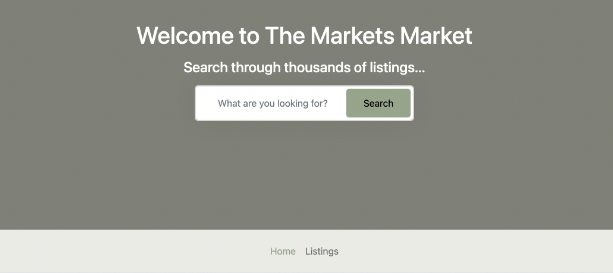 Welcome to The Markets Market
Search through thousands of listings...
What are you looking for? Search
Home Listings